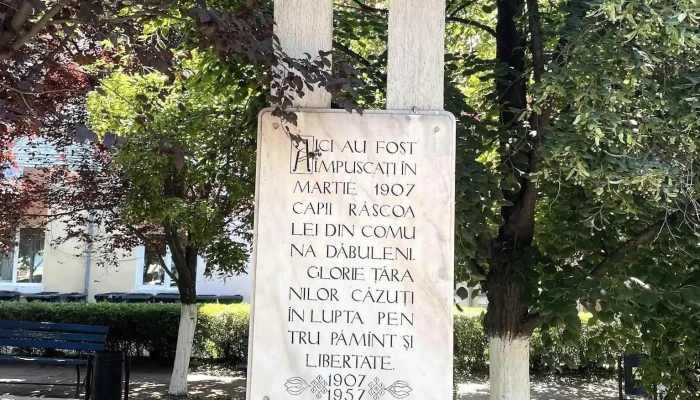 AICI AU FOST
ÎMPUSCAȚI ÎN
MARTIE 1907
CAPII RĂSCOA
LEI DIN COMU
NA DĂBULENI.
GLORIE ȚĂRA
NILOR CĂZUȚI
ÎN LUPTA PEN
TRU PĂMÎNT ȘI
LIBERTATE.
1907
1957